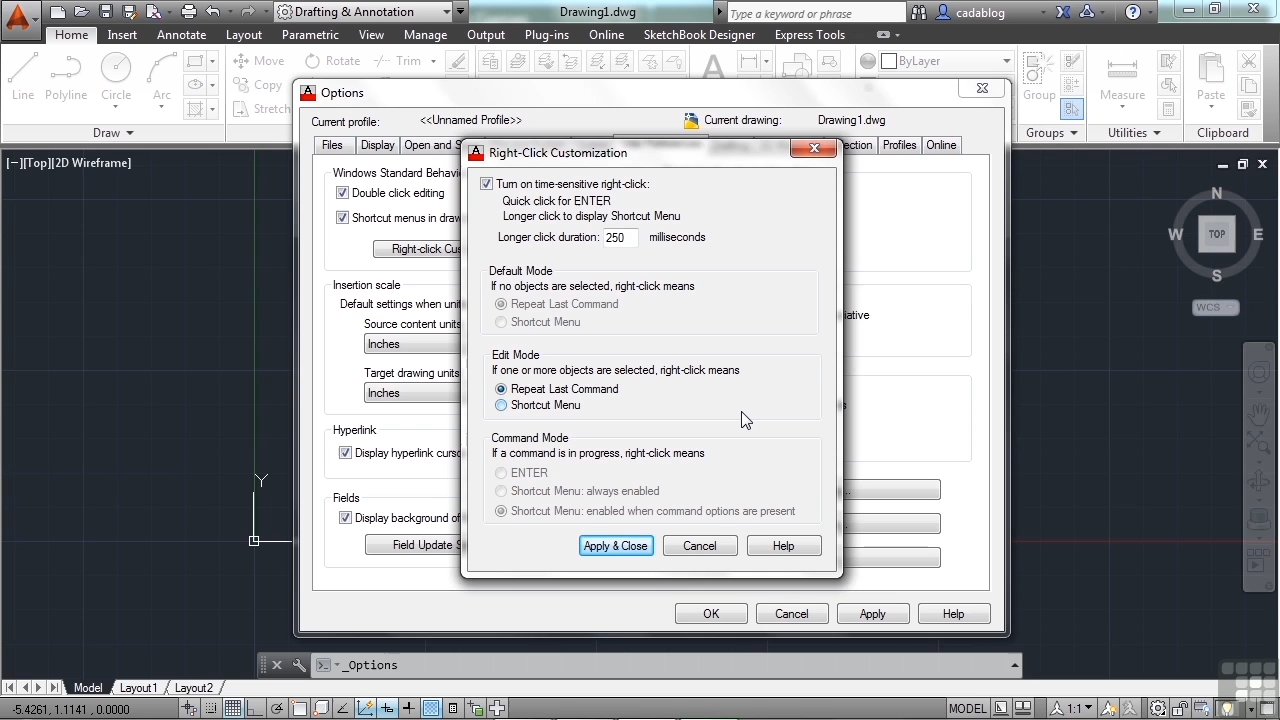 Drafting & Annotation
Drawing1.dwg
Type a keyword or phrase
cadablog
Home Insert Annotate Layout Parametric View Manage Output Plug-ins Online SketchBook Designer Express Tools
Line
Polyline
Circle
Arc
Move
Rotate
Trim
Copy
Stretch
ByLayer
Group
Measure
Paste
Draw
Groups
Utilities
Clipboard
[−][Top][2D Wireframe]
N
W
TOP
E
S
WCS
Y
Options
Current profile: <<Unnamed Profile>> Current drawing: Drawing1.dwg
Files Display Open and S Profiles Online
Windows Standard Behavio
Double click editing
Shortcut menus in draw
Right-click Cus
Insertion scale
Default settings when unit
Source content units
Inches
Target drawing units
Inches
Hyperlink
Display hyperlink curso
Fields
Display background of
Field Update S
OK Cancel Apply Help
Right-Click Customization
Turn on time-sensitive right-click:
Quick click for ENTER
Longer click to display Shortcut Menu
Longer click duration: 250 milliseconds
Default Mode
If no objects are selected, right-click means
Repeat Last Command
Shortcut Menu
Edit Mode
If one or more objects are selected, right-click means
Repeat Last Command
Shortcut Menu
Command Mode
If a command is in progress, right-click means
ENTER
Shortcut Menu: always enabled
Shortcut Menu: enabled when command options are present
Apply & Close Cancel Help
_Options
Model Layout1 Layout2
-5.4261, 1.1141 , 0.0000
MODEL
1:1